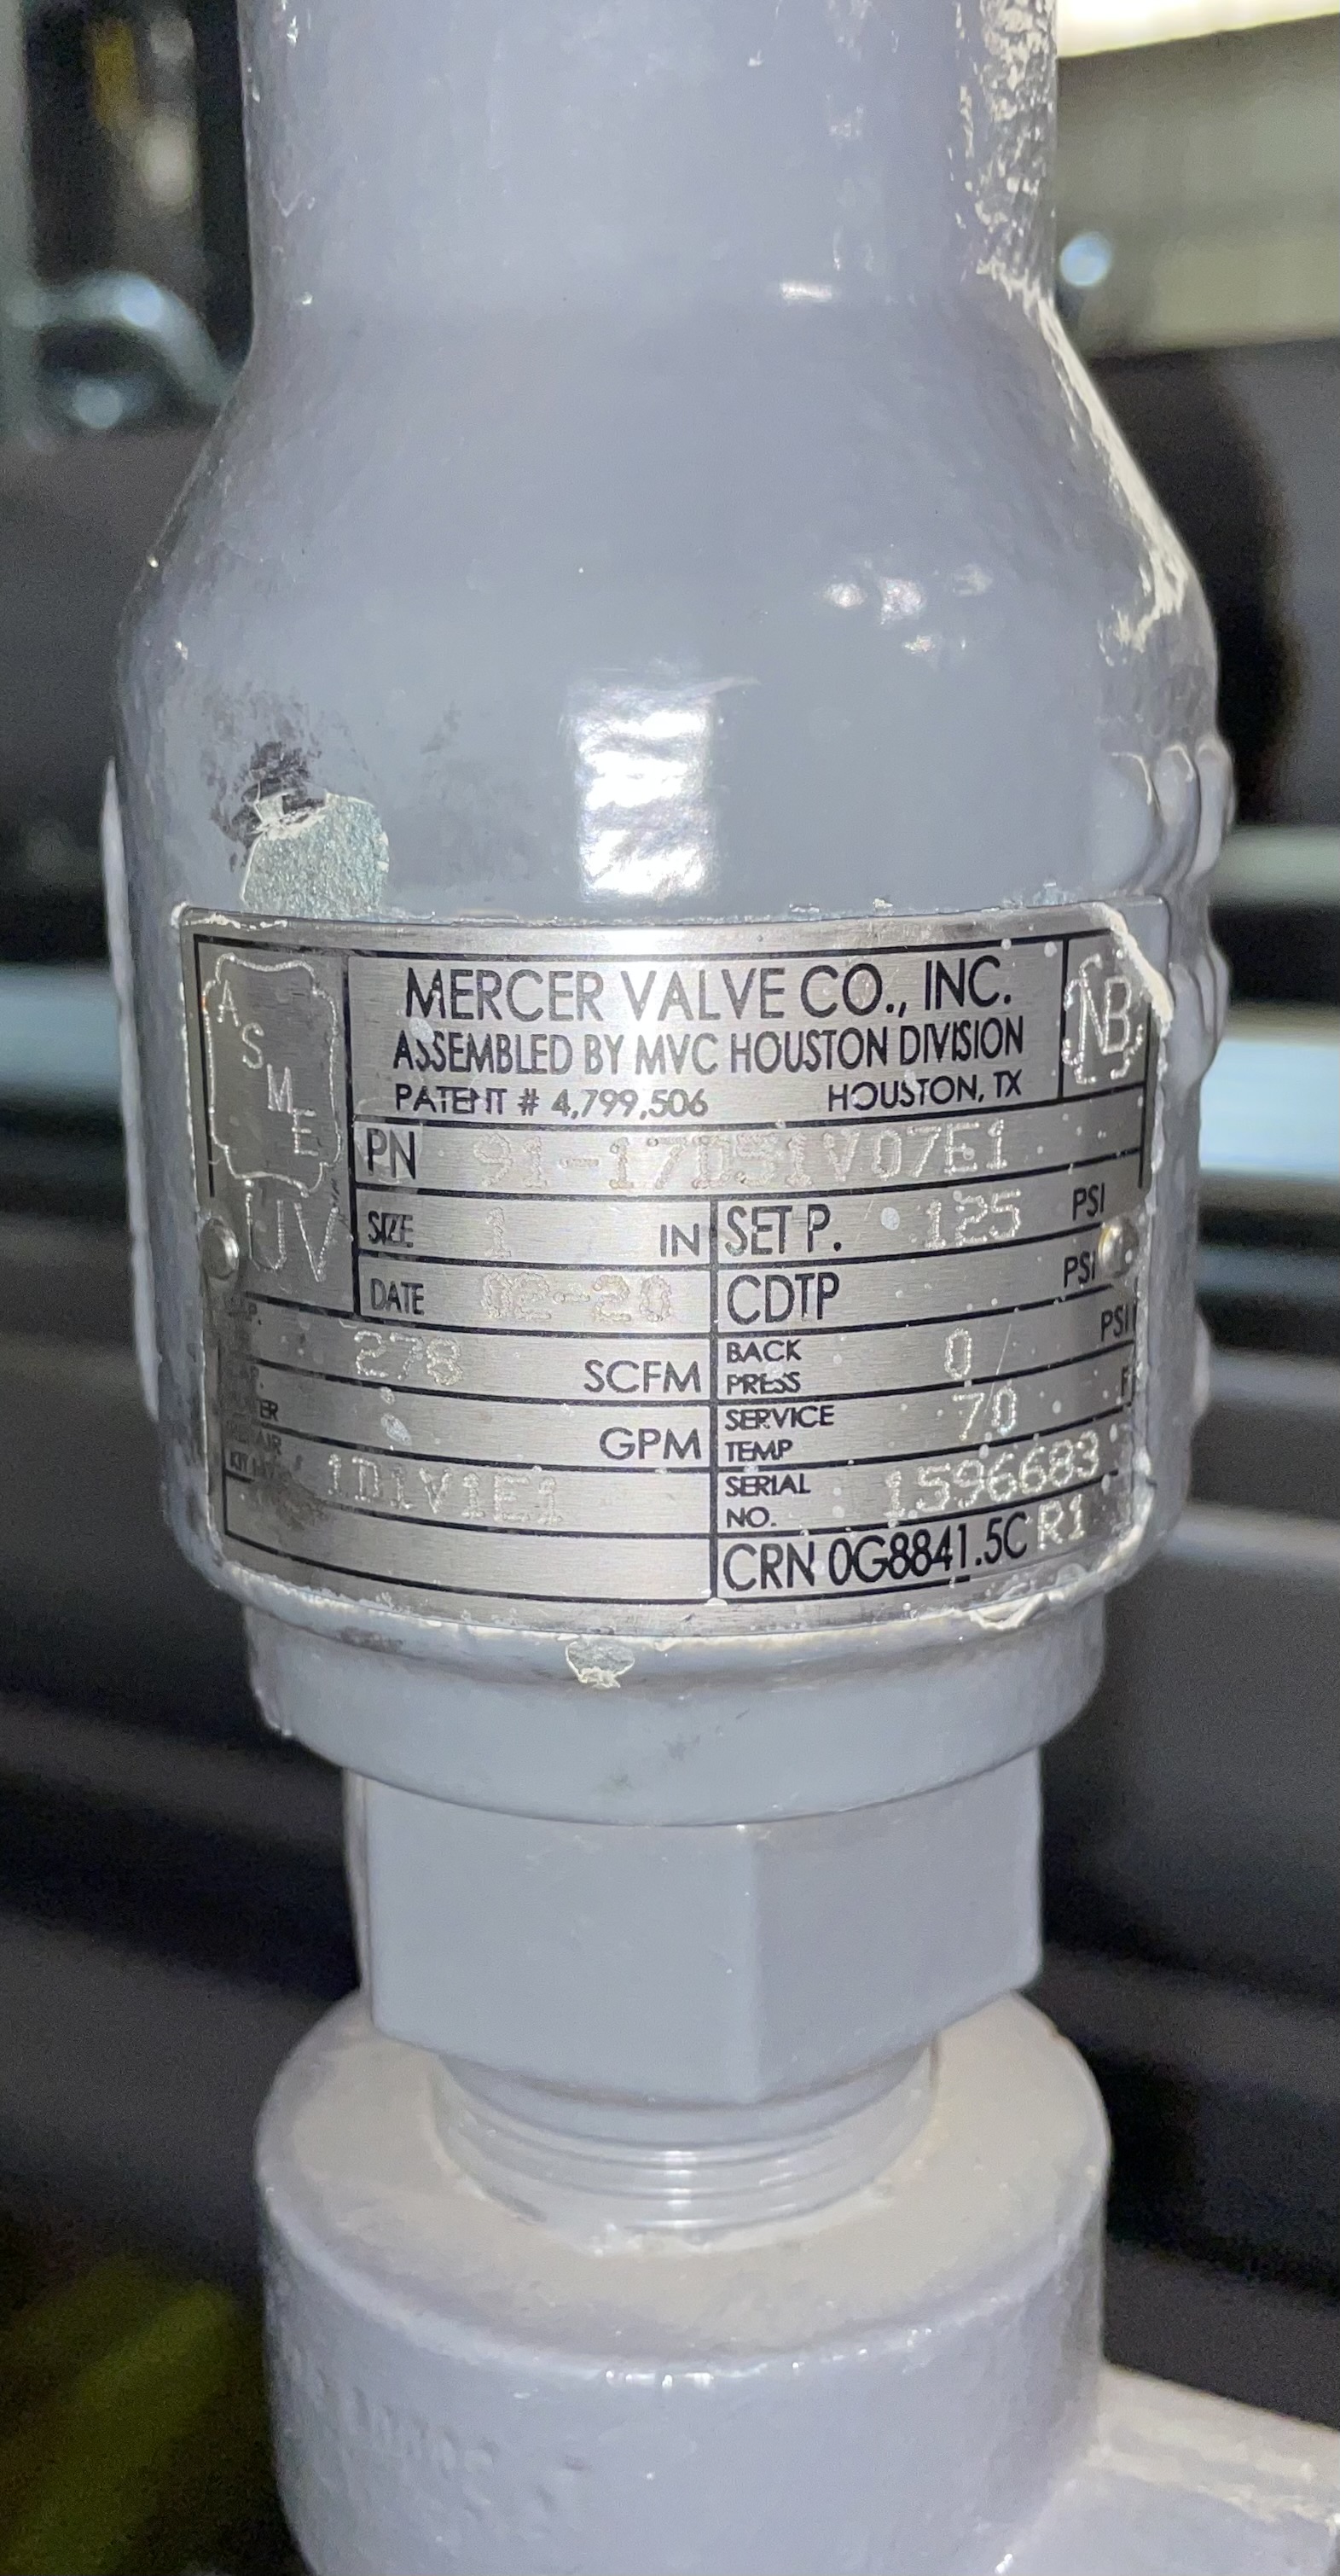 ASME
UV
MERCER VALVE CO., INC.
ASSEMBLED BY MVC HOUSTON DIVISION
PATENT # 4,799,506 HOUSTON, TX
NB
PN 91-17D51V07E1
SIZE 1 IN
SET P. 125 PSI
DATE 02-20
CDTP PSI
278 SCFM
BACK PRESS 0 PSI
GPM
SERVICE TEMP 70 F
REPAIR
1D1V1E1
SERIAL NO. 1596683
CRN 0G8841.5C R1